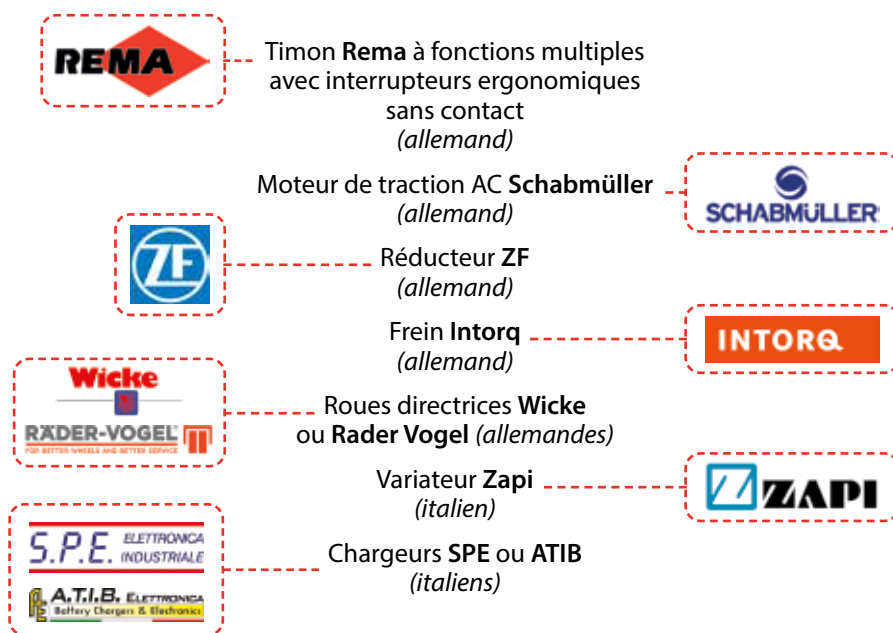 REMA
Timon Rema à fonctions multiples
avec interrupteurs ergonomiques
sans contact
(allemand)
Moteur de traction AC Schabmüller
(allemand)
SCHABMÜLLER
ZF
Réducteur ZF
(allemand)
Frein Intorq
(allemand)
INTORQ
Wicke
RÄDER-VOGEL
FOR BETTER WHEELS AND BETTER SERVICE
Roues directrices Wicke
ou Rader Vogel (allemandes)
Variateur Zapi
(italien)
ZAPI
S.P.E. ELETTRONICA
INDUSTRIALE
A.T.I.B. ELETTRONICA
Battery Chargers & Electronics
Chargeurs SPE ou ATIB
(italiens)